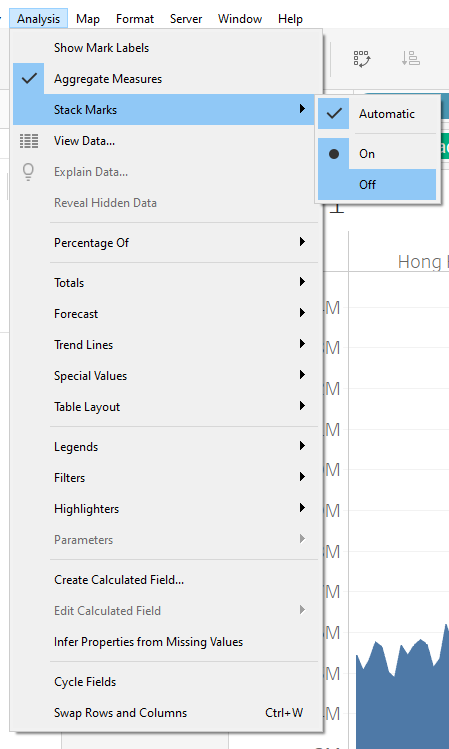 Analysis Map Format Server Window Help
Show Mark Labels
Aggregate Measures
Stack Marks
Automatic
On
Off
View Data...
Explain Data...
Reveal Hidden Data
Percentage Of
Totals
Forecast
Trend Lines
Special Values
Table Layout
Legends
Filters
Highlighters
Parameters
Create Calculated Field...
Edit Calculated Field
Infer Properties from Missing Values
Cycle Fields
Swap Rows and Columns Ctrl+W
Hong